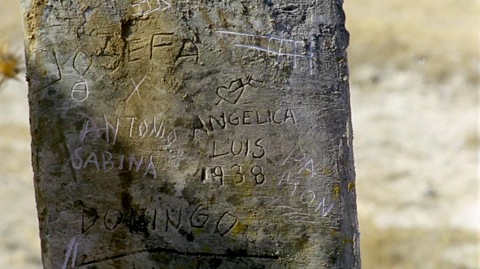 JOSEFA
ANTONIO ANGELICA
SABINA LUIS
1938
DOMINGO